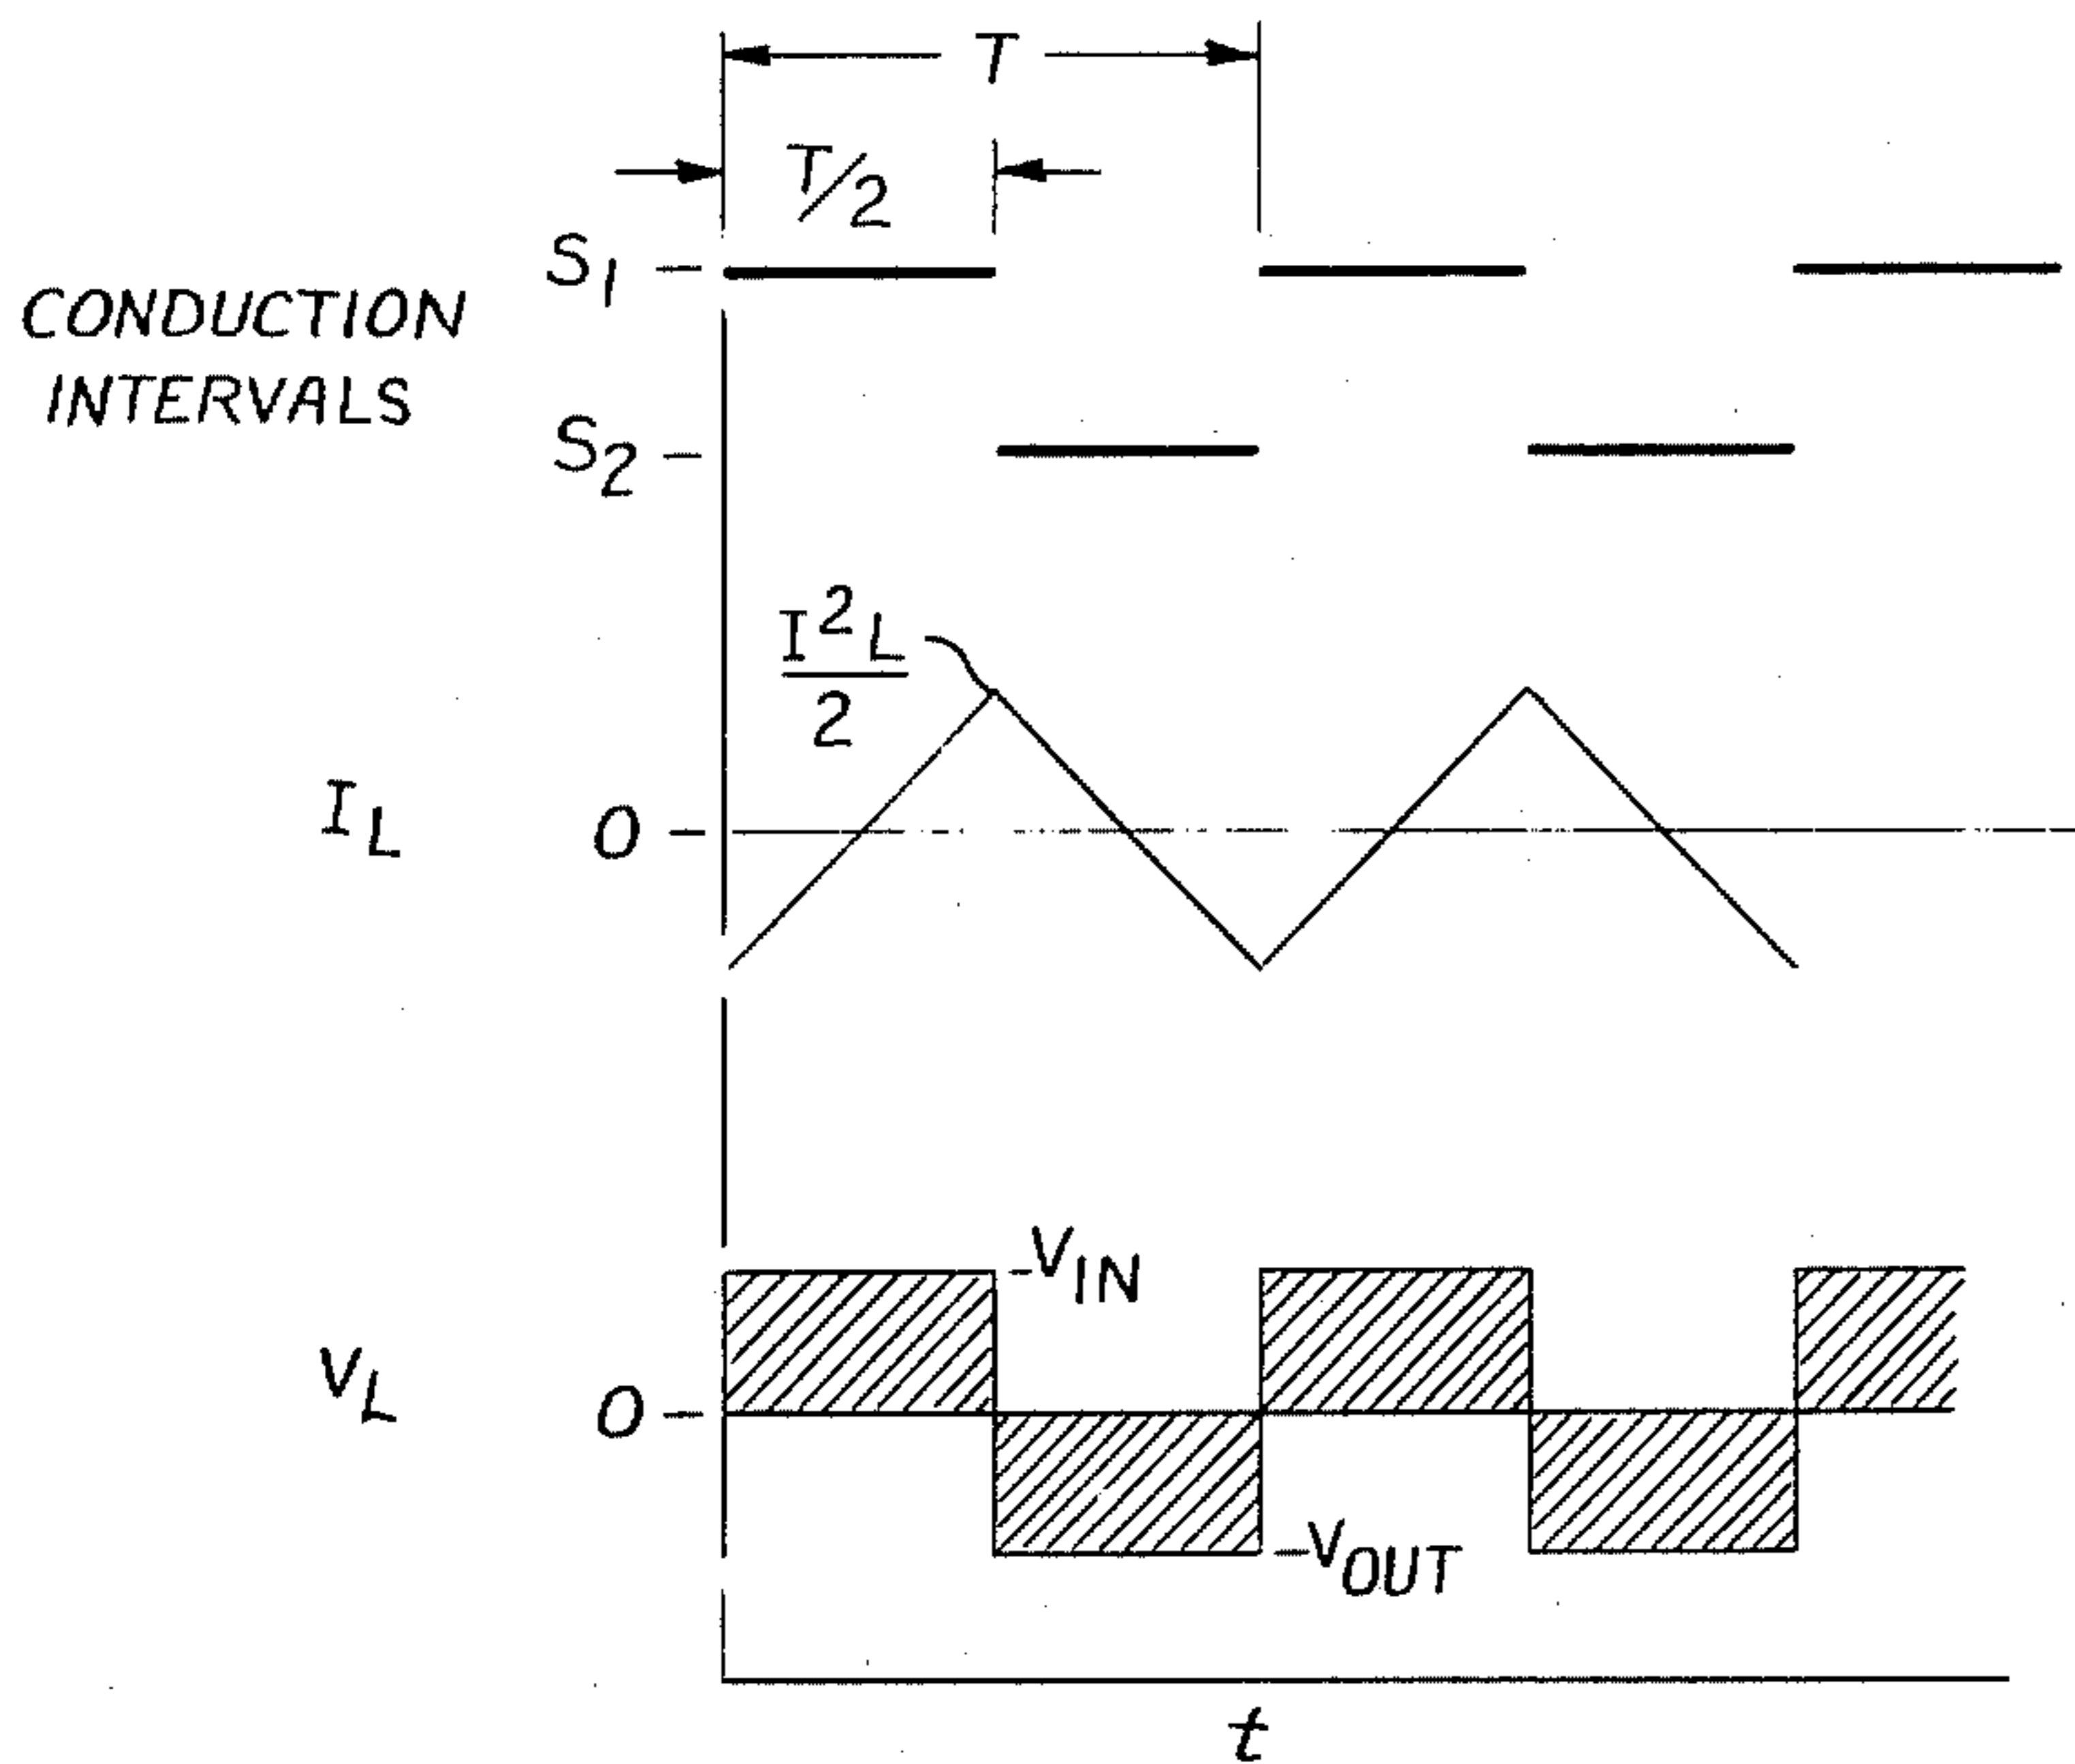 T
T/2
S1
CONDUCTION
INTERVALS
S2
I²L
2
IL
0
VIN
VL
0
VOUT
t